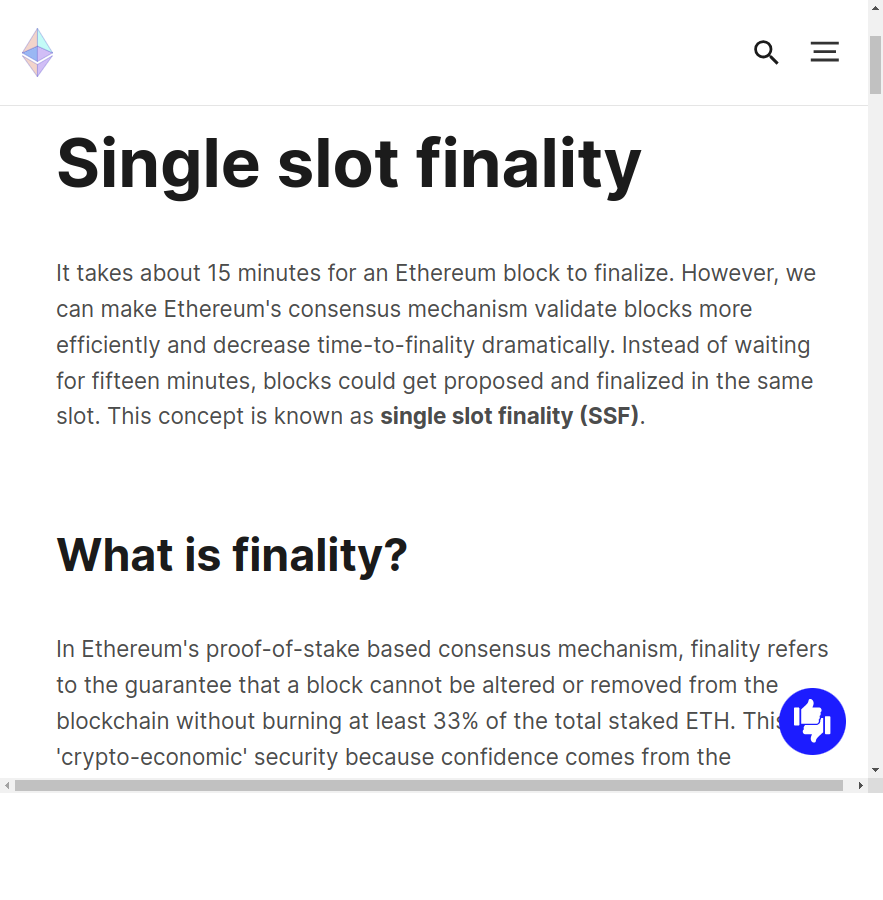 Single slot finality
It takes about 15 minutes for an Ethereum block to finalize. However, we
can make Ethereum's consensus mechanism validate blocks more
efficiently and decrease time-to-finality dramatically. Instead of waiting
for fifteen minutes, blocks could get proposed and finalized in the same
slot. This concept is known as single slot finality (SSF).
What is finality?
In Ethereum's proof-of-stake based consensus mechanism, finality refers
to the guarantee that a block cannot be altered or removed from the
blockchain without burning at least 33% of the total staked ETH. This
'crypto-economic' security because confidence comes from the